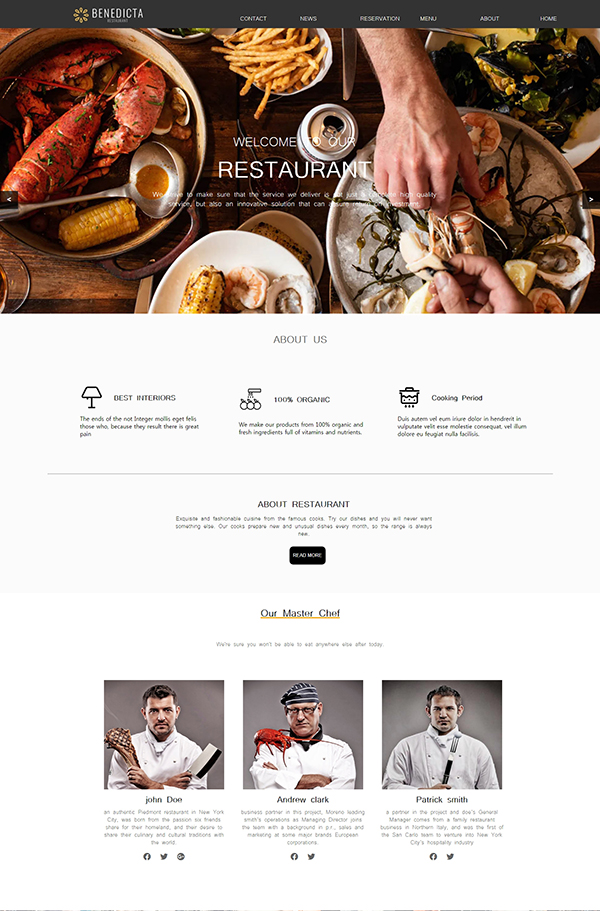 BENEDICTA
RESTAURANT
CONTACT NEWS RESERVATION MENU ABOUT HOME
WELCOME TO OUR
RESTAURANT
We strive to make sure that the service we deliver is not just a complete high quality
service, but also an innovative solution that can assure return on investment.
<
>
ABOUT US
BEST INTERIORS
The ends of the not Integer mollis eget felis
those who, because they result there is great
pain
100% ORGANIC
We make our products from 100% organic and
fresh ingredients full of vitamins and nutrients.
Cooking Period
Duis autem vel eum iriure dolor in hendrerit in
vulputate velit esse molestie consequat, vel illum
dolore eu feugiat nulla facilisis.
ABOUT RESTAURANT
Exquisite and fashionable cuisine from the famous cooks. Try our dishes and you will never want
something else. Our cooks prepare new and unusual dishes every month, so the range is always
new.
READ MORE
Our Master Chef
We're sure you won't be able to eat anywhere else after today.
john Doe
an authentic Piedmont restaurant in New York
City, was born from the passion six friends
share for their homeland, and their desire to
share their culinary and cultural traditions with
the world.
Andrew clark
business partner in this project, Moreno leading
smith's operations as Managing Director joins
the team with a background in p.r., sales and
marketing at some major brands European
corporations.
Patrick smith
a partner in the project and doe's General
Manager comes from a family restaurant
business in Northern Italy, and was the first of
the San Carlo team to venture into New York
City's hospitality industry